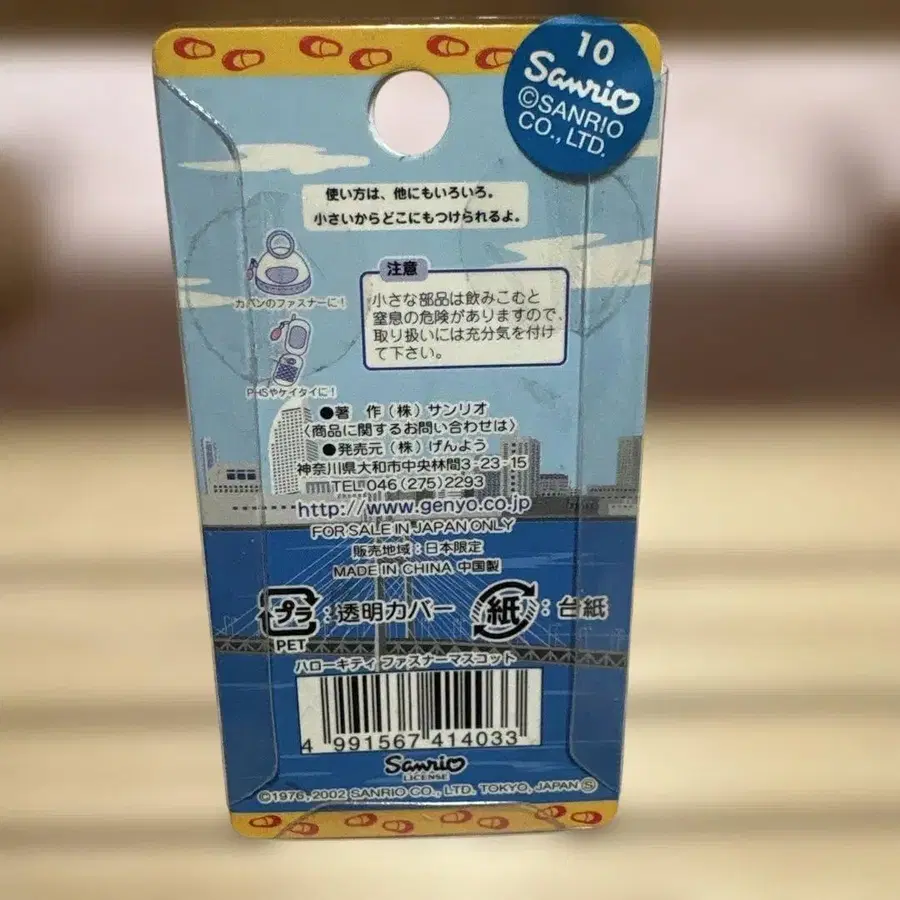 10
Sanrio
©SANRIO
CO., LTD.
使い方は、他にもいろいろ。
小さいからどこにもつけられるよ。
カバンのファスナーに！
注意
小さな部品は飲みこむと
窒息の危険がありますので、
取り扱いには充分気を付け
て下さい。
PHSやケイタイに！
●著 作（株）サンリオ
〈商品に関するお問い合わせは〉
●発売元（株）げんよう
神奈川県大和市中央林間3-23-15
TEL 046(275)2293
http://www.genyo.co.jp
FOR SALE IN JAPAN ONLY
販売地域：日本限定
MADE IN CHINA 中国製
プラ：透明カバー 紙：台紙
PET
ハローキティ ファスナーマスコット
4 991567 414033
Sanrio
LICENSE
©1976, 2002 SANRIO CO., LTD. TOKYO, JAPAN Ⓢ